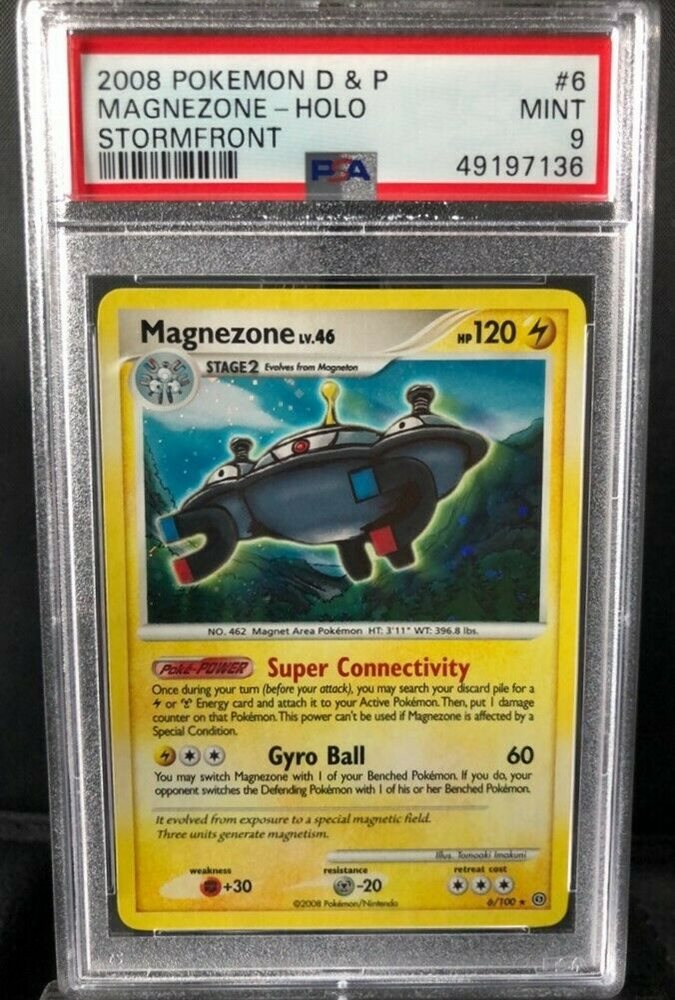 2008 POKEMON D & P #6
MAGNEZONE - HOLO MINT
STORMFRONT 9
PSA 49197136
Magnezone LV.46 HP 120
STAGE2 Evolves from Magneton
NO. 462 Magnet Area Pokémon HT: 3'11" WT: 396.8 lbs.
Poké-POWER Super Connectivity
Once during your turn (before your attack), you may search your discard pile for a
or Energy card and attach it to your Active Pokémon. Then, put 1 damage
counter on that Pokémon. This power can't be used if Magnezone is affected by a
Special Condition.
Gyro Ball 60
You may switch Magnezone with 1 of your Benched Pokémon. If you do, your
opponent switches the Defending Pokémon with 1 of his or her Benched Pokémon.
It evolved from exposure to a special magnetic field.
Three units generate magnetism.
Illus. Tomoaki Imakuni
weakness resistance retreat cost
+30 -20
©2008 Pokémon/Nintendo 6/100 ★